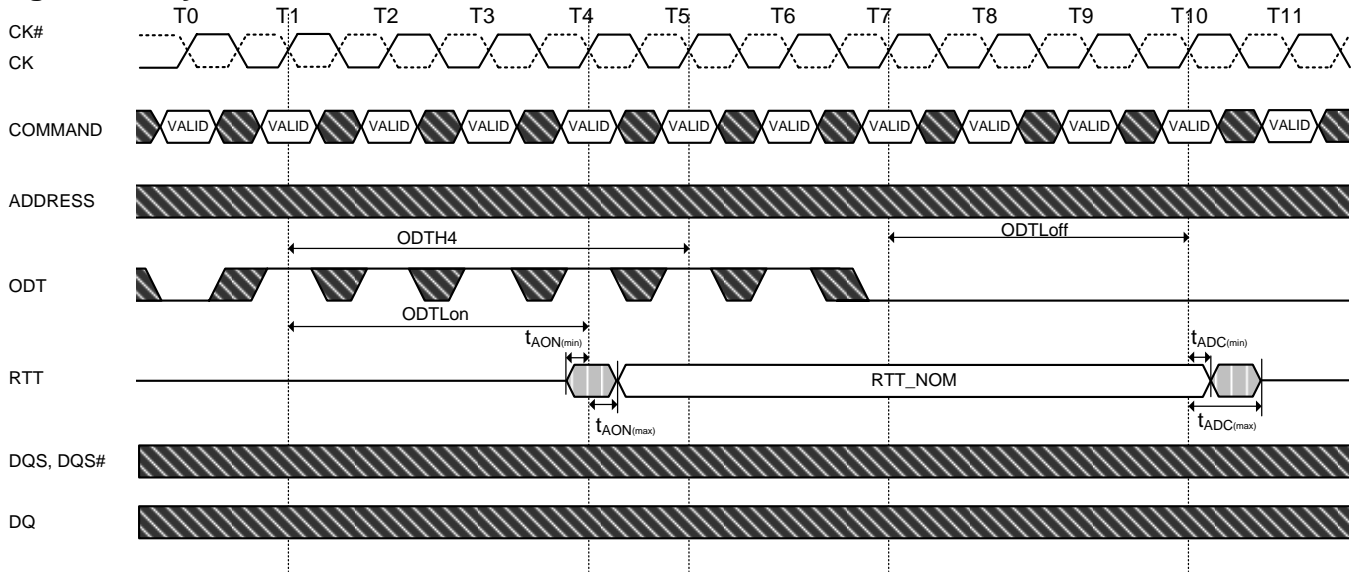 T0 T1 T2 T3 T4 T5 T6 T7 T8 T9 T10 T11
CK#
CK
COMMAND VALID VALID VALID VALID VALID VALID VALID VALID VALID VALID VALID VALID
ADDRESS
ODTH4 ODTLoff
ODT
ODTLon
tAON(min) tADC(min)
RTT RTT_NOM
tAON(max) tADC(max)
DQS, DQS#
DQ